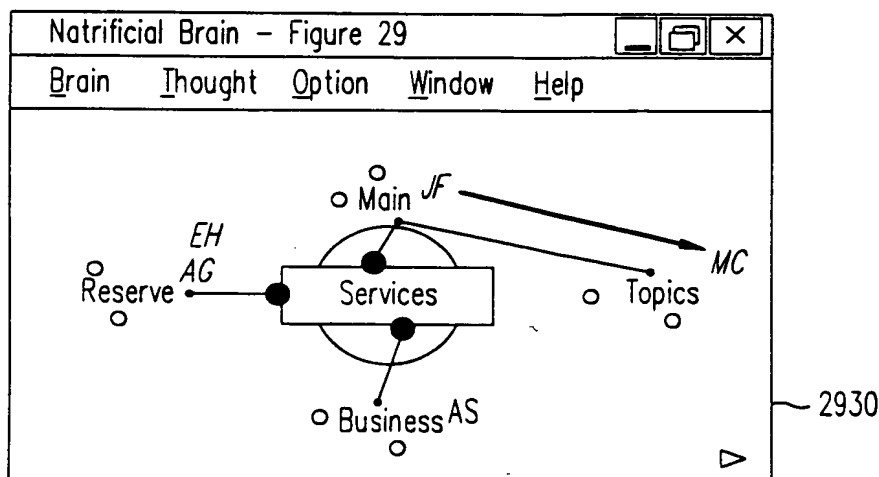 Natrificial Brain - Figure 29
Brain Thought Option Window Help
Main JF
EH
AG
MC
Reserve
Services
Topics
Business AS
2930